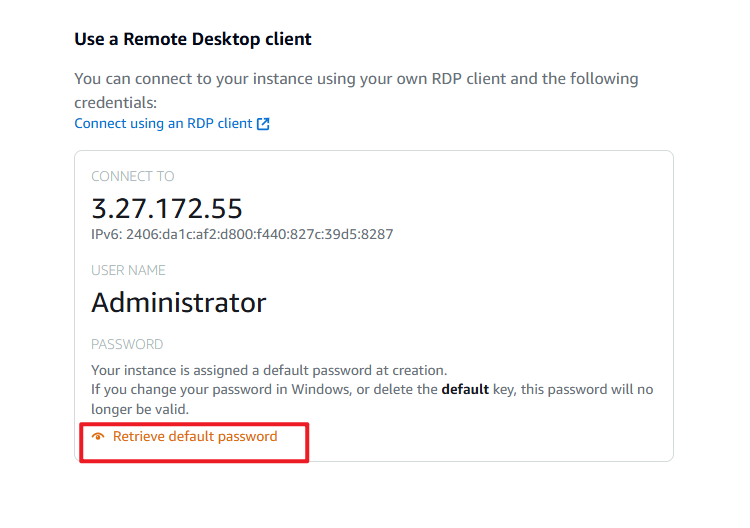 Use a Remote Desktop client
You can connect to your instance using your own RDP client and the following
credentials:
Connect using an RDP client
CONNECT TO
3.27.172.55
IPv6: 2406:da1c:af2:d800:f440:827c:39d5:8287
USER NAME
Administrator
PASSWORD
Your instance is assigned a default password at creation.
If you change your password in Windows, or delete the default key, this password will no
longer be valid.
Retrieve default password